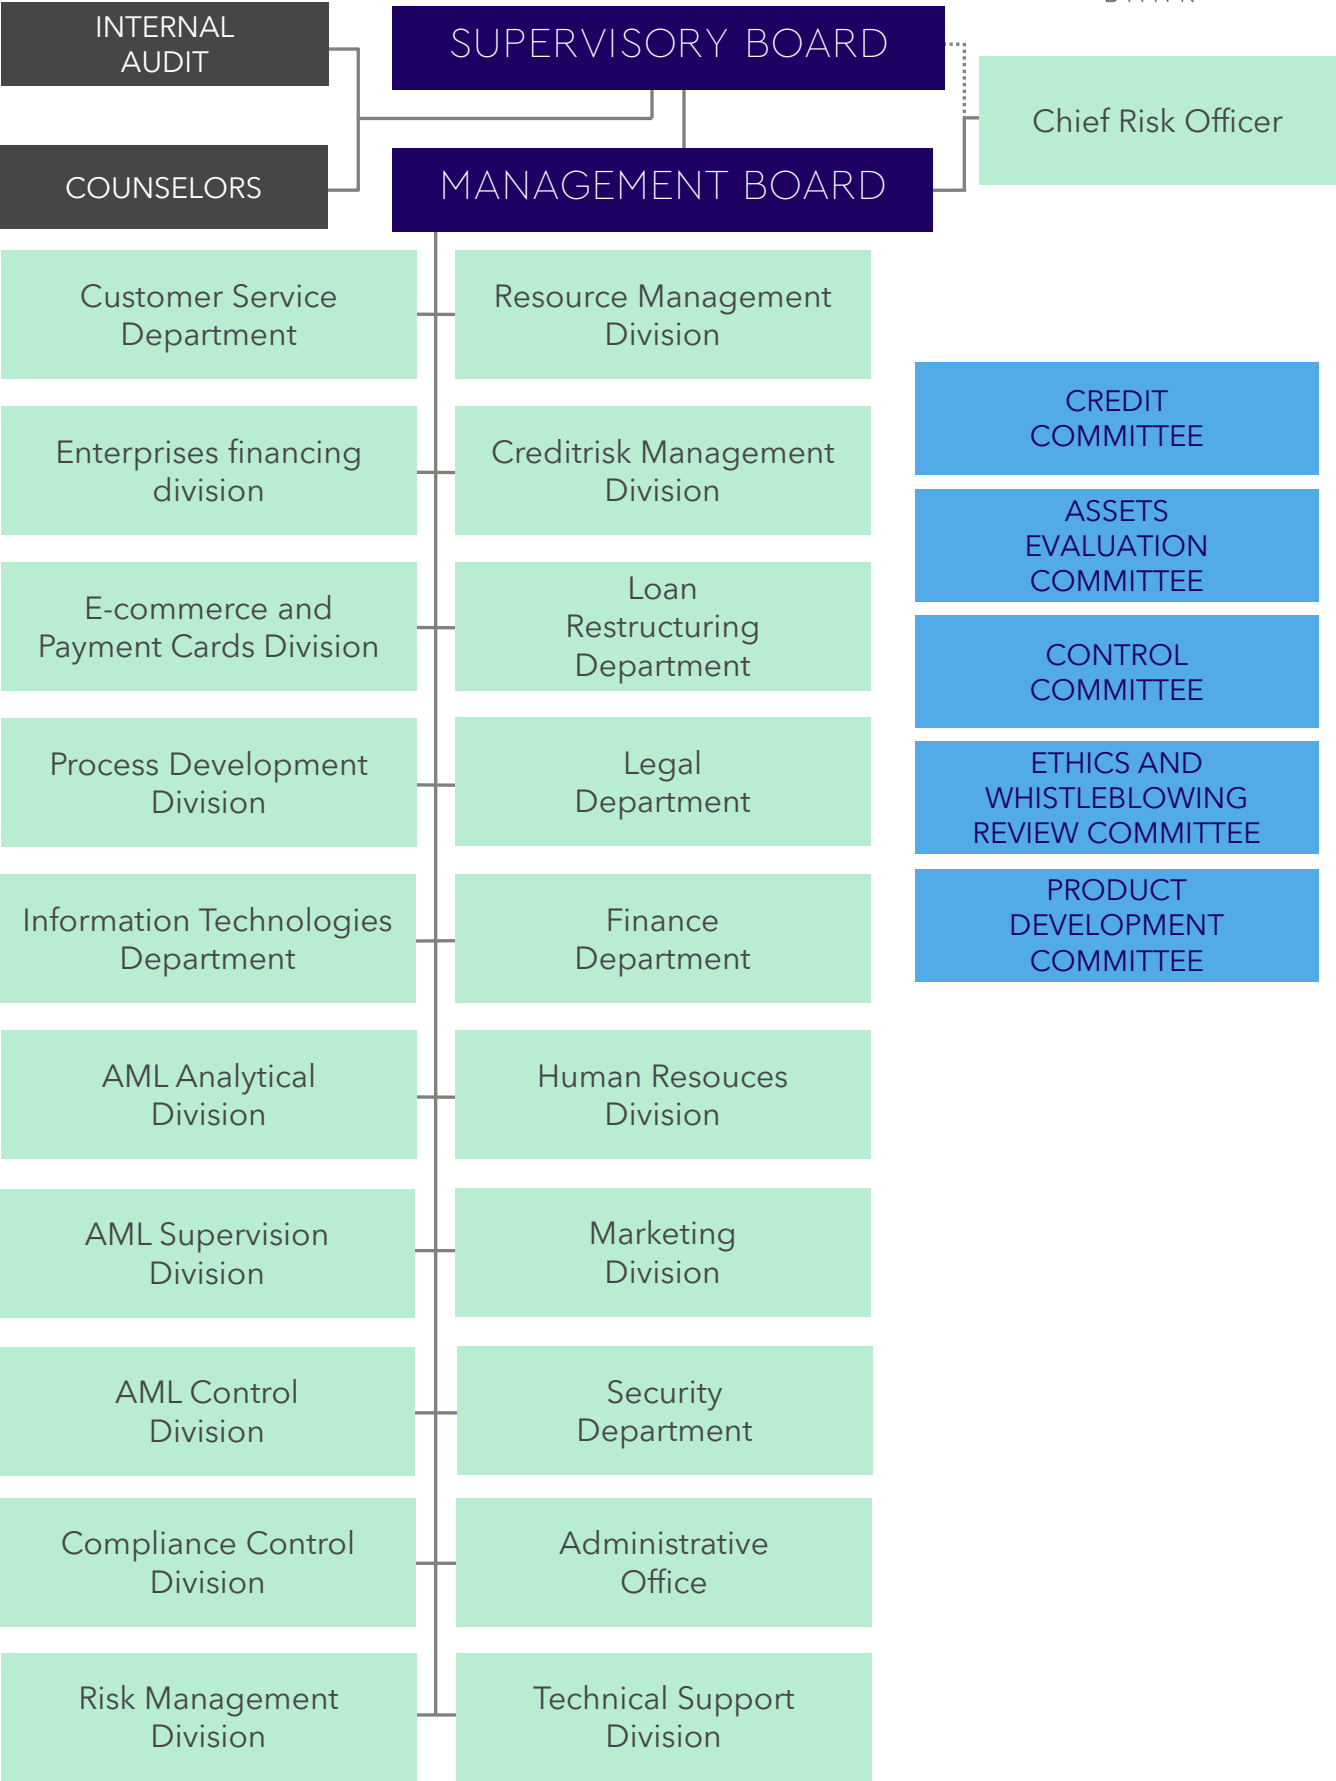 INTERNAL
AUDIT
SUPERVISORY BOARD
Chief Risk Officer
COUNSELORS
MANAGEMENT BOARD
Customer Service
Department
Resource Management
Division
Enterprises financing
division
Creditrisk Management
Division
E-commerce and
Payment Cards Division
Loan
Restructuring
Department
Process Development
Division
Legal
Department
Information Technologies
Department
Finance
Department
AML Analytical
Division
Human Resouces
Division
AML Supervision
Division
Marketing
Division
AML Control
Division
Security
Department
Compliance Control
Division
Administrative
Office
Risk Management
Division
Technical Support
Division
CREDIT
COMMITTEE
ASSETS
EVALUATION
COMMITTEE
CONTROL
COMMITTEE
ETHICS AND
WHISTLEBLOWING
REVIEW COMMITTEE
PRODUCT
DEVELOPMENT
COMMITTEE